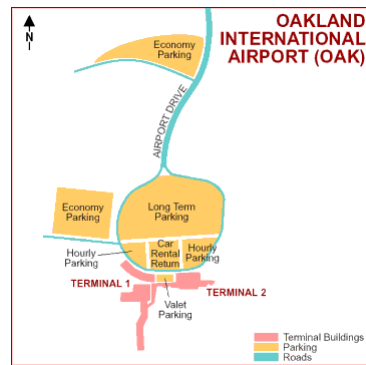 OAKLAND
INTERNATIONAL
AIRPORT (OAK)
N
Economy
Parking
AIRPORT DRIVE
Economy
Parking
Long Term
Parking
Hourly
Parking
Car
Rental
Return
Hourly
Parking
TERMINAL 1
TERMINAL 2
Valet
Parking
Terminal Buildings
Parking
Roads